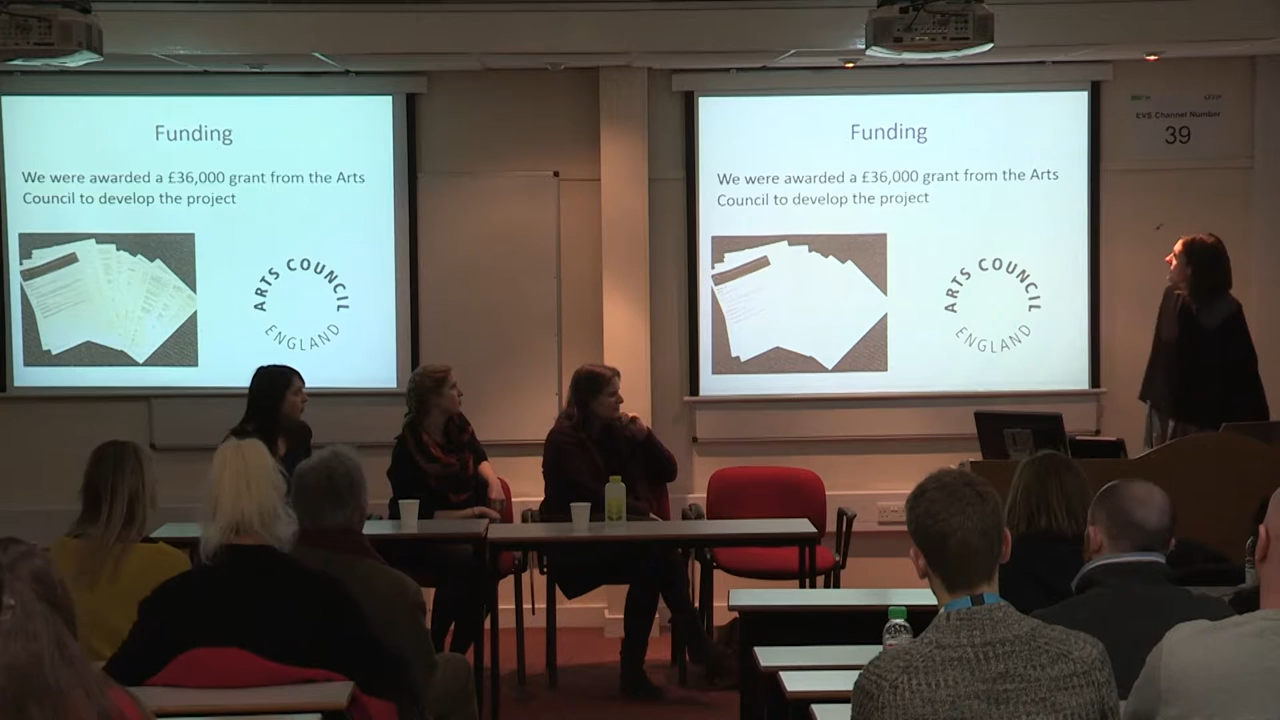 Funding
We were awarded a £36,000 grant from the Arts
Council to develop the project
ARTS COUNCIL
ENGLAND
Funding
We were awarded a £36,000 grant from the Arts
Council to develop the project
ARTS COUNCIL
ENGLAND
EVS Channel Number
39